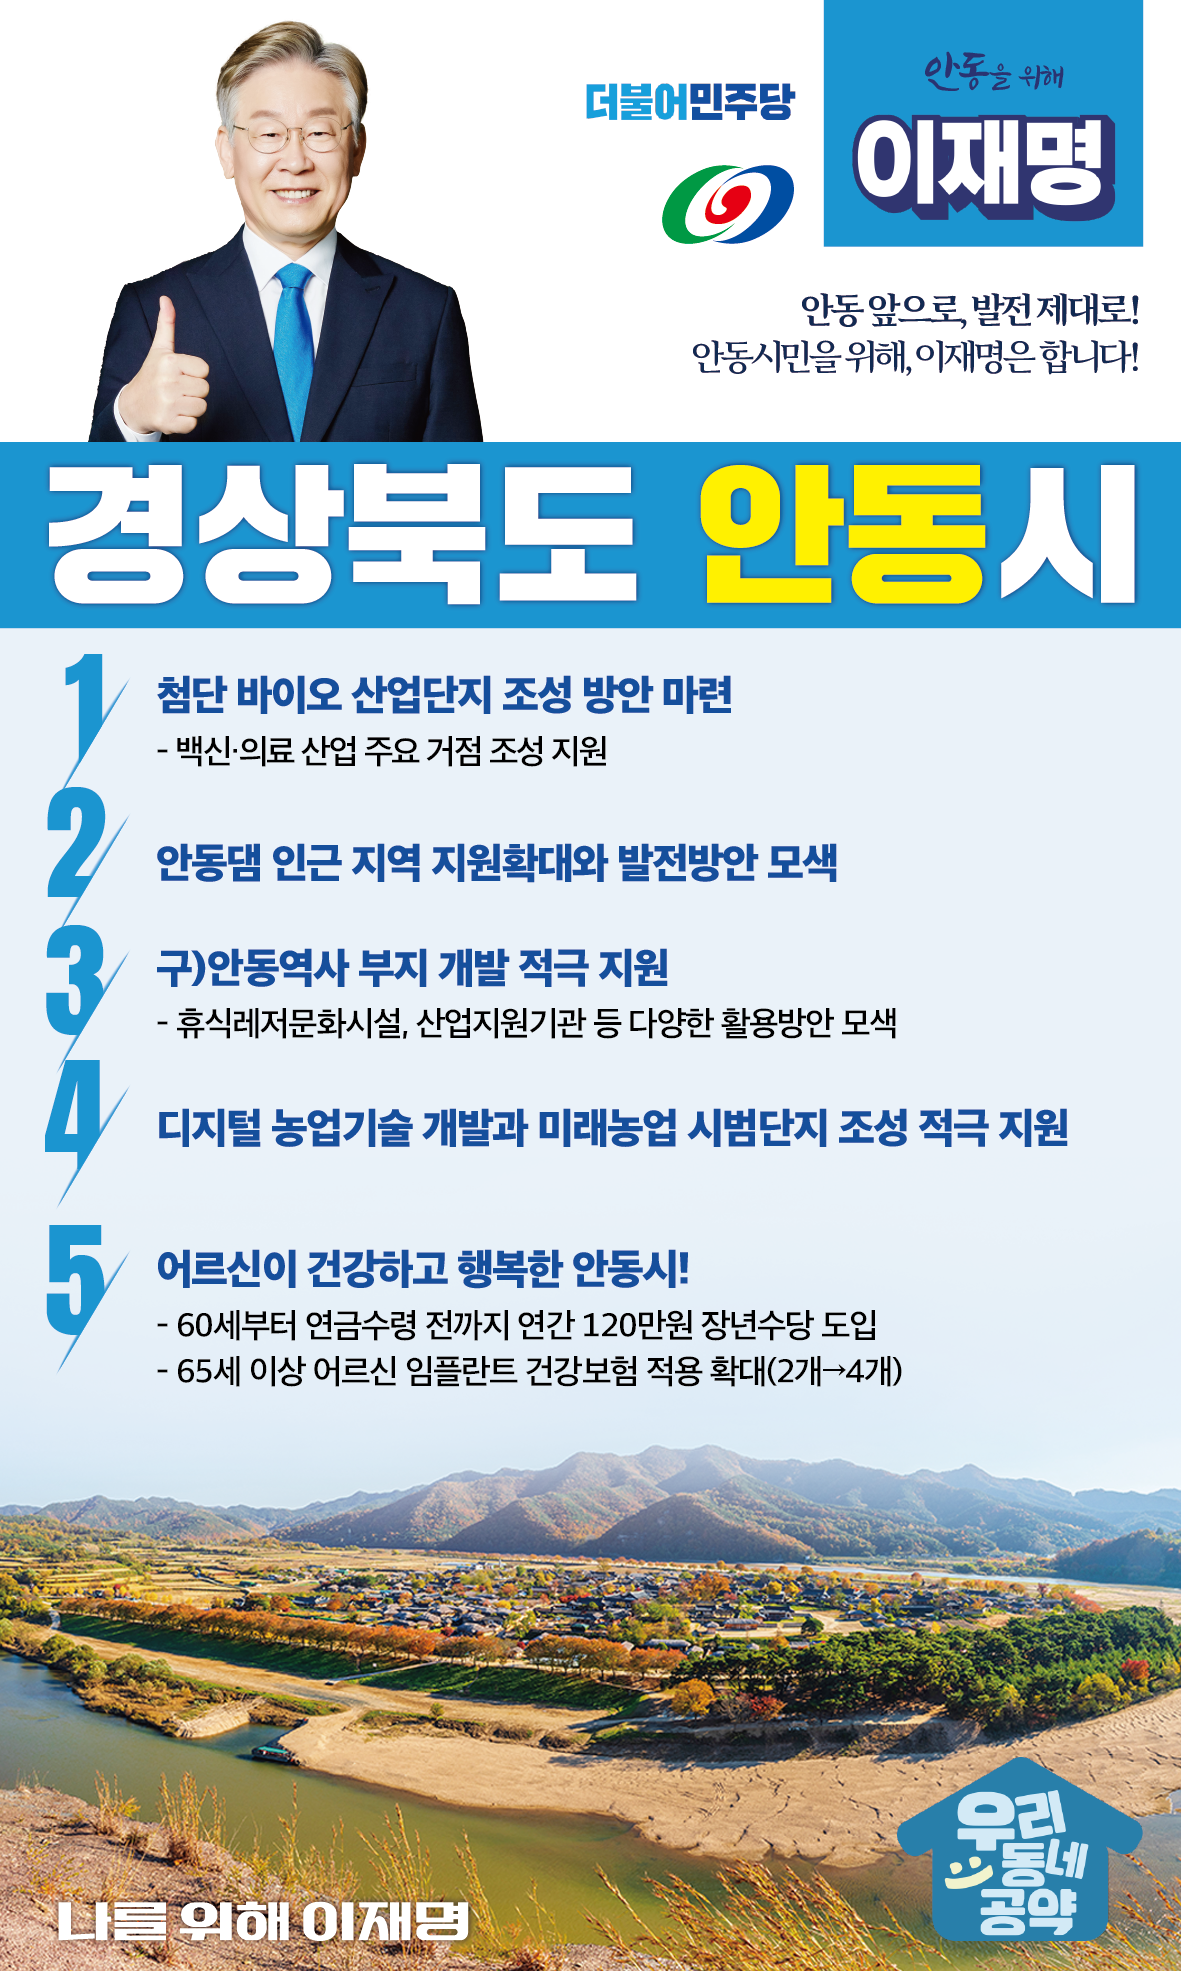 더불어민주당
안동을 위해
이재명
안동 앞으로, 발전 제대로!
안동시민을 위해, 이재명은 합니다!
경상북도 안동시
1
첨단 바이오 산업단지 조성 방안 마련
- 백신·의료 산업 주요 거점 조성 지원
2
안동댐 인근 지역 지원확대와 발전방안 모색
3
구)안동역사 부지 개발 적극 지원
- 휴식레저문화시설, 산업지원기관 등 다양한 활용방안 모색
4
디지털 농업기술 개발과 미래농업 시범단지 조성 적극 지원
5
어르신이 건강하고 행복한 안동시!
- 60세부터 연금수령 전까지 연간 120만원 장년수당 도입
- 65세 이상 어르신 임플란트 건강보험 적용 확대(2개→4개)
우리
동네
공약
나를 위해 이재명